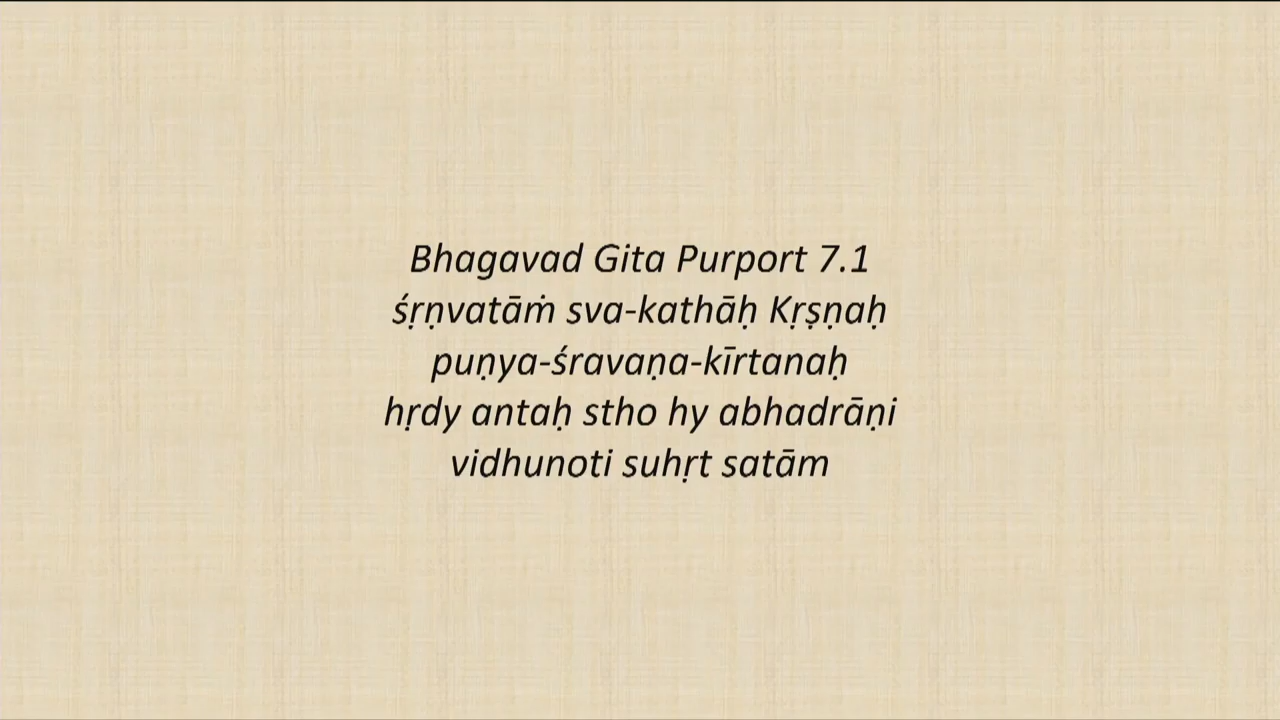 Bhagavad Gita Purport 7.1
śṛṇvatāṁ sva-kathāḥ Kṛṣṇaḥ
puṇya-śravaṇa-kīrtanaḥ
hṛdy antaḥ stho hy abhadrāṇi
vidhunoti suhṛt satām